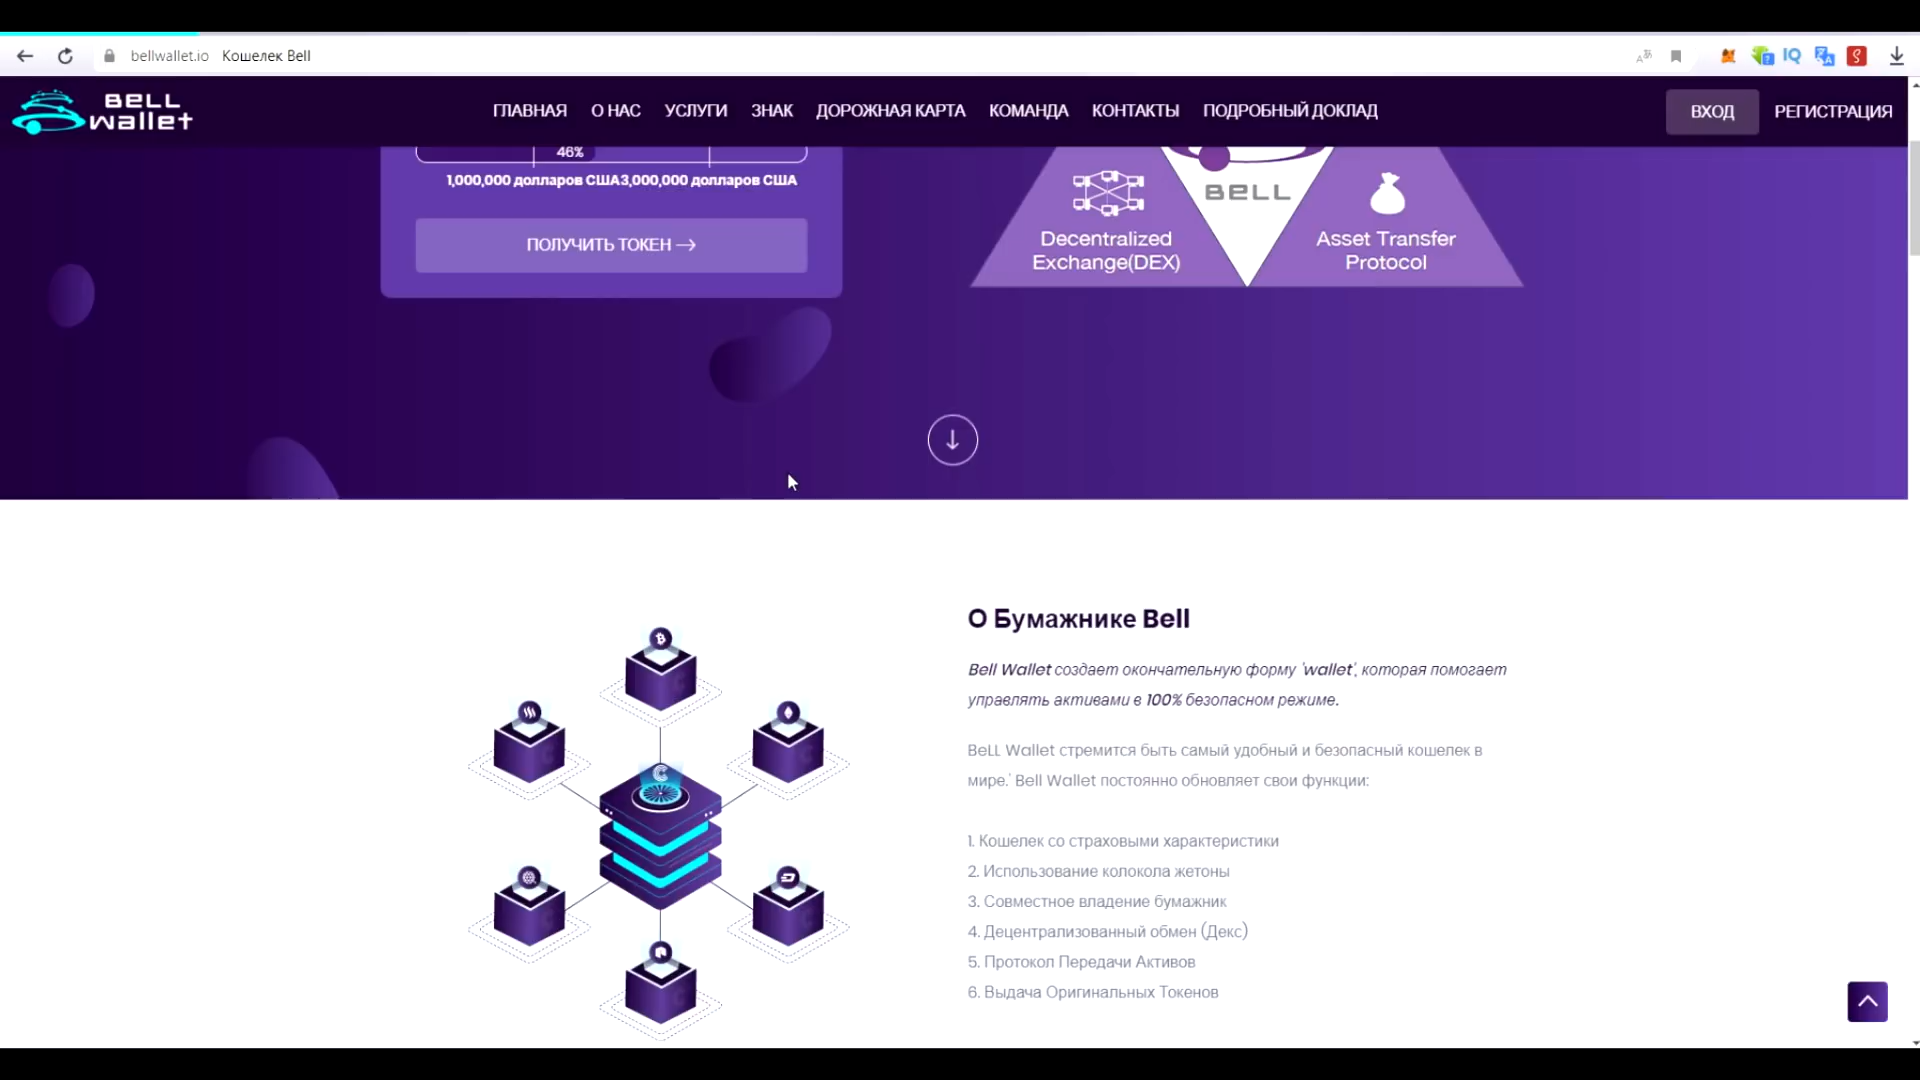 bellwallet.io Кошелек Bell
BELL wallet
ГЛАВНАЯ О НАС УСЛУГИ ЗНАК ДОРОЖНАЯ КАРТА КОМАНДА КОНТАКТЫ ПОДРОБНЫЙ ДОКЛАД ВХОД РЕГИСТРАЦИЯ
46%
1,000,000 долларов США3,000,000 долларов США
ПОЛУЧИТЬ ТОКЕН
BELL
Decentralized
Exchange(DEX)
Asset Transfer
Protocol
О Бумажнике Bell
Bell Wallet создает окончательную форму 'wallet', которая помогает
управлять активами в 100% безопасном режиме.
BeLL Wallet стремится быть самый удобный и безопасный кошелек в
мире.' Bell Wallet постоянно обновляет свои функции:
1. Кошелек со страховыми характеристики
2. Использование колокола жетоны
3. Совместное владение бумажник
4. Децентрализованный обмен (Декс)
5. Протокол Передачи Активов
6. Выдача Оригинальных Токенов